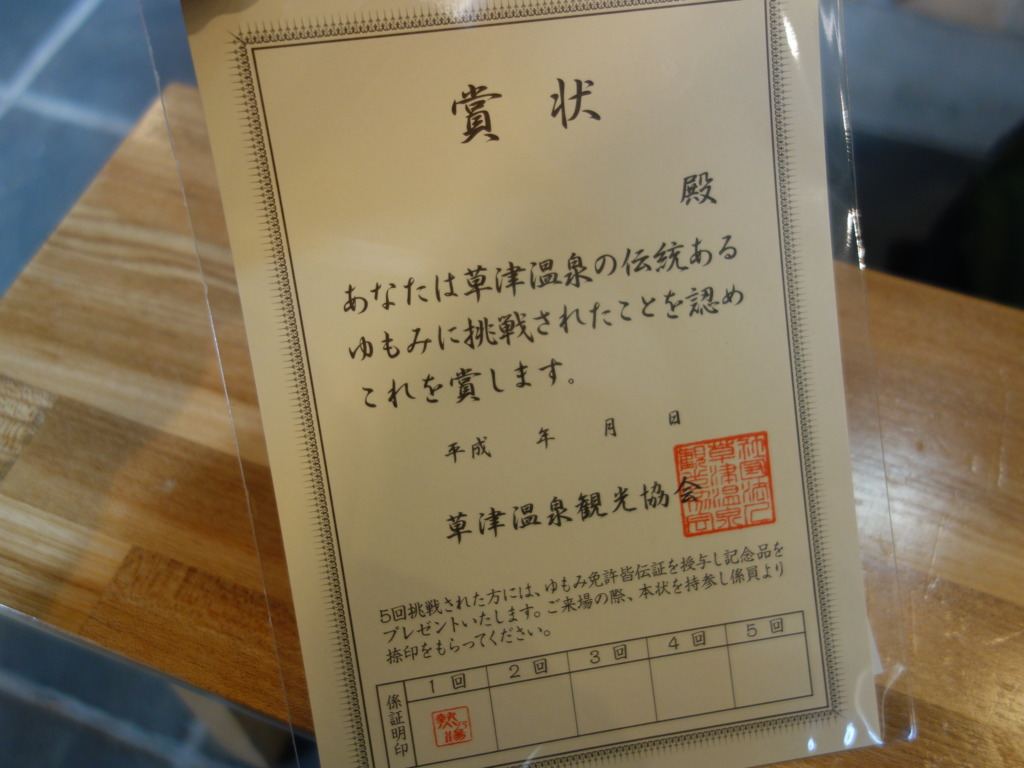 賞状
殿
あなたは草津温泉の伝統ある
ゆもみに挑戦されたことを認め
これを賞します。
平成 年 月 日
草津温泉観光協会
5回挑戦された方には、ゆもみ免許皆伝証を授与し記念品を
プレゼントいたします。ご来場の際、本状を持参し係員より
捺印をもらってください。
係証明印
1回 2回 3回 4回 5回
熱湯